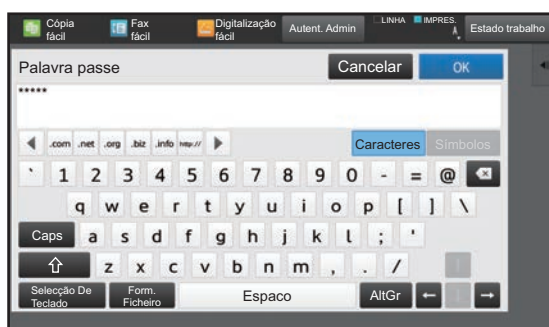 Cópia fácil
Fax fácil
Digitalização fácil
Autent. Admin
LINHA
IMPRES.
Estado trabalho
Palavra passe
Cancelar
OK
*****
.com .net .org .biz .info http://
Caracteres
Símbolos
` 1 2 3 4 5 6 7 8 9 0 - = @
q w e r t y u i o p [ ] \
Caps a s d f g h j k l ; '
z x c v b n m , . /
Selecção De Teclado
Form. Ficheiro
Espaco
AltGr